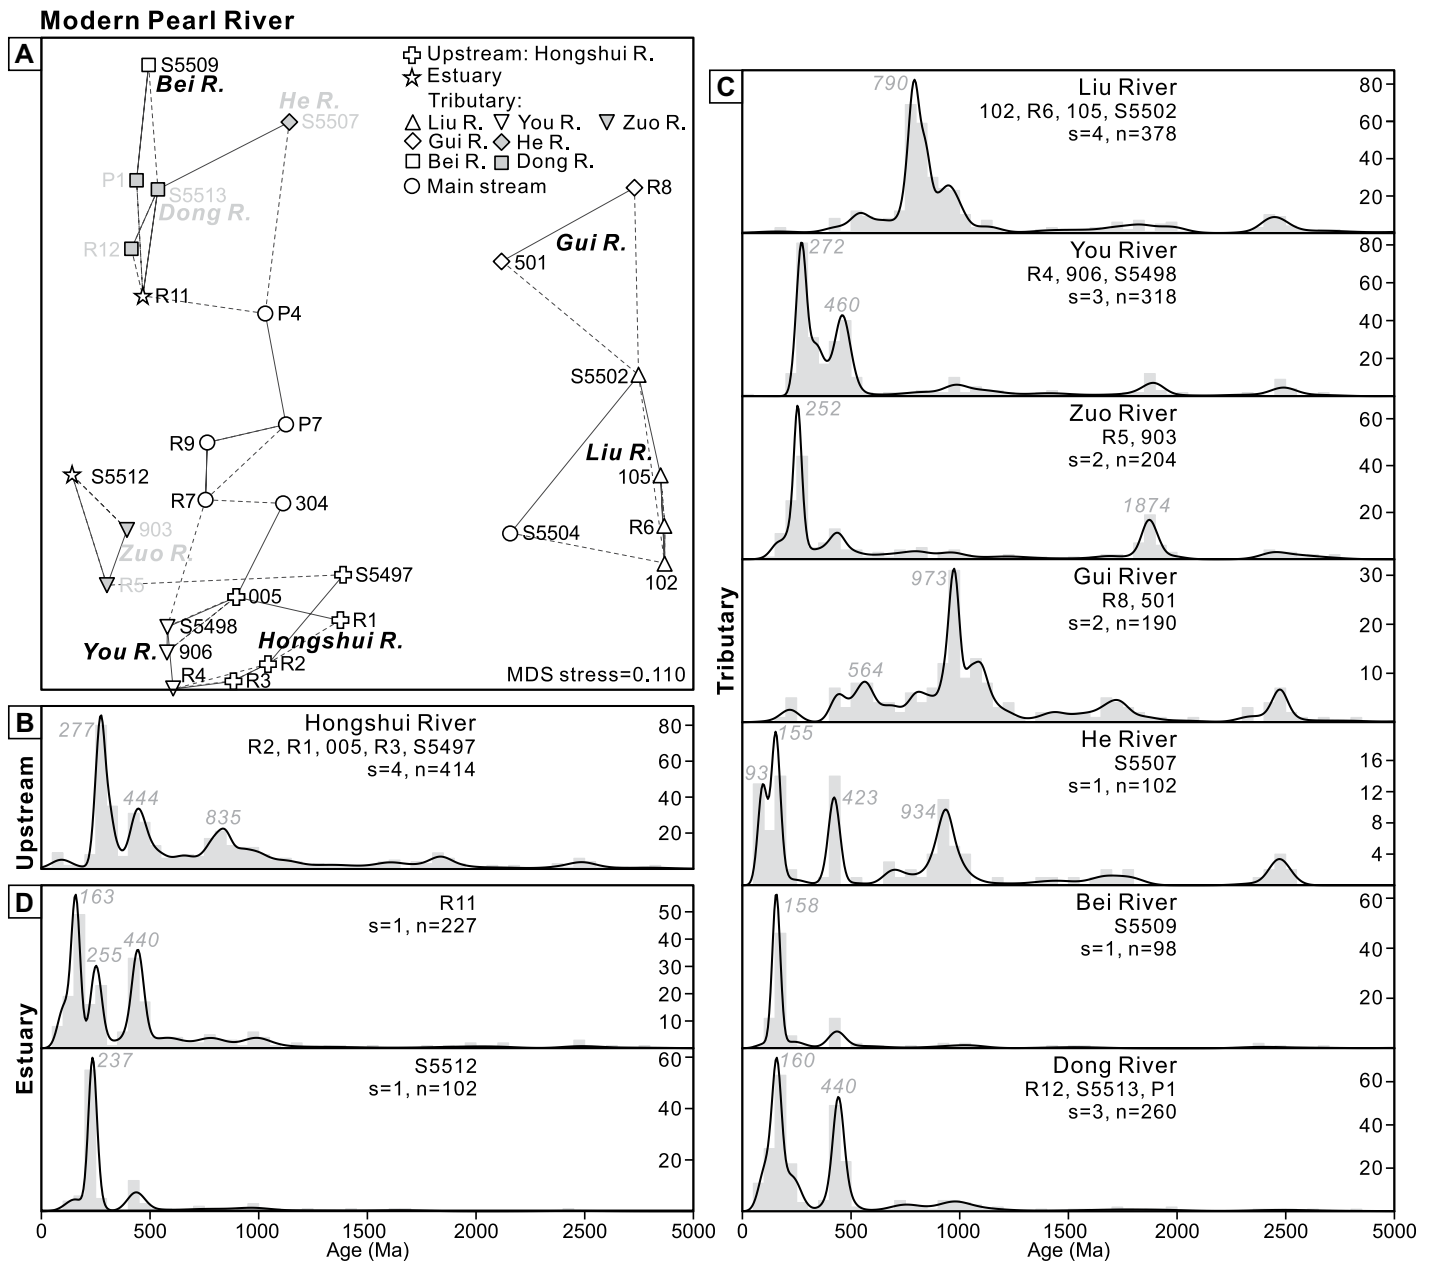 Modern Pearl River
A
S5509
Bei R.
He R.
S5507
P1
S5513
Dong R.
R12
R11
P4
Upstream: Hongshui R.
Estuary
Tributary:
Liu R. You R. Zuo R.
Gui R. He R.
Bei R. Dong R.
Main stream
R8
Gui R.
501
S5502
P7
R9
Liu R.
105
S5512
R7
304
R6
903
S5504
Zuo R.
102
R5
S5497
005
S5498
R1
You R.
906
Hongshui R.
R4
R2
R3
MDS stress=0.110
B
Upstream
Hongshui River
R2, R1, 005, R3, S5497
s=4, n=414
277
444
835
80
60
40
20
D
Estuary
R11
s=1, n=227
163
255
440
50
40
30
20
10
S5512
s=1, n=102
237
60
40
20
0 500 1000 1500 2000 2500 5000
Age (Ma)
C
Tributary
Liu River
102, R6, 105, S5502
s=4, n=378
790
80
60
40
20
You River
R4, 906, S5498
s=3, n=318
272
460
80
60
40
20
Zuo River
R5, 903
s=2, n=204
252
1874
60
40
20
Gui River
R8, 501
s=2, n=190
973
564
30
20
10
He River
S5507
s=1, n=102
155
93
423
934
16
12
8
4
Bei River
S5509
s=1, n=98
158
60
40
20
Dong River
R12, S5513, P1
s=3, n=260
160
440
60
40
20
0 500 1000 1500 2000 2500 5000
Age (Ma)